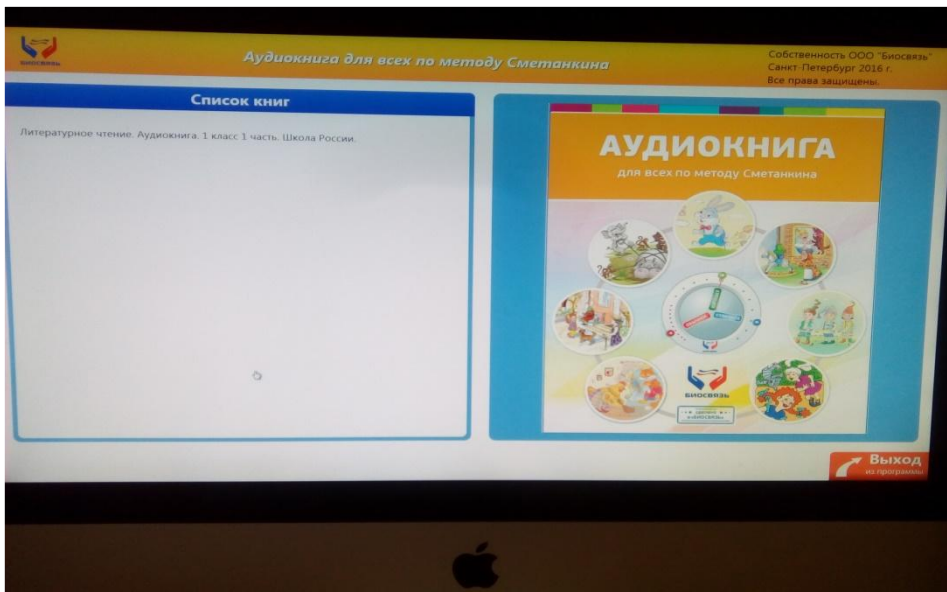 БИОСВЯЗЬ
Аудиокнига для всех по методу Сметанкина
Собственность ООО "Биосвязь"
Санкт-Петербург 2016 г.
Все права защищены.
Список книг
Литературное чтение. Аудиокнига. 1 класс 1 часть. Школа России.
АУДИОКНИГА
для всех по методу Сметанкина
БИОСВЯЗЬ
Выход
из программы